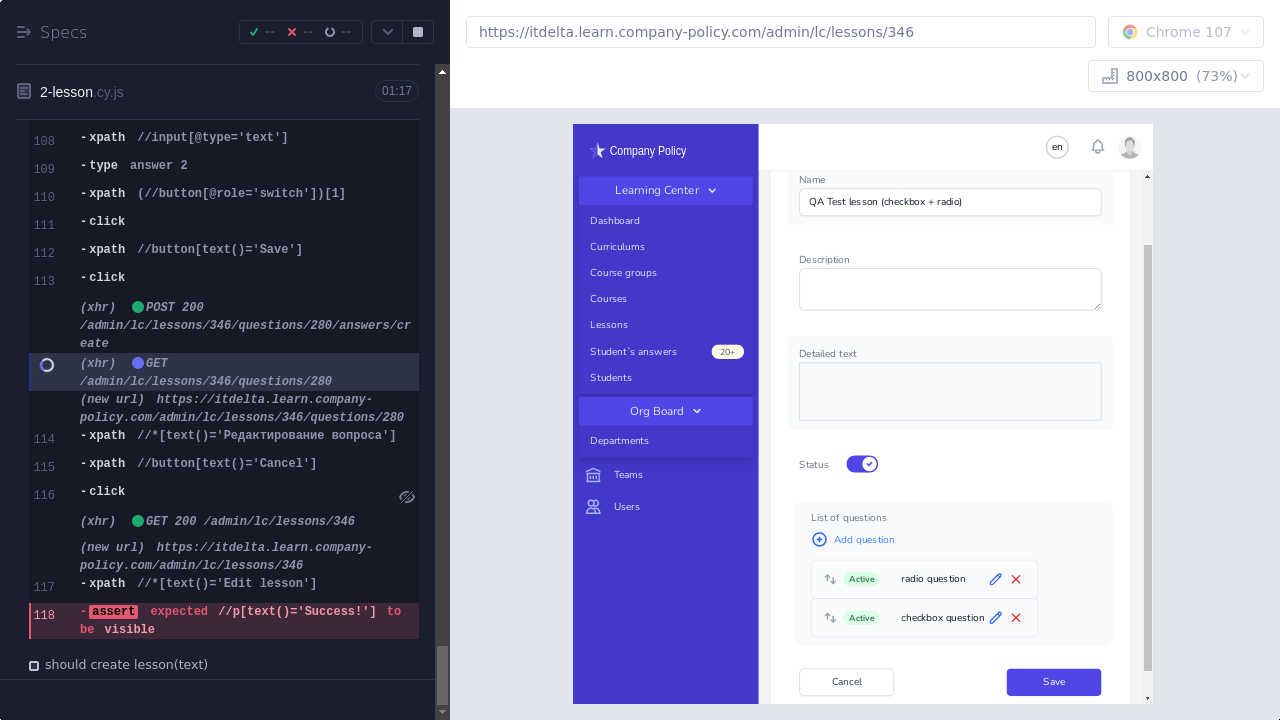 Specs
--
--
--
2-lesson.cy.js
01:17
108 -xpath //input[@type='text']
109 -type answer 2
110 -xpath (//button[@role='switch'])[1]
111 -click
112 -xpath //button[text()='Save']
113 -click
(xhr) POST 200
/admin/lc/lessons/346/questions/280/answers/cr
eate
(xhr) GET
/admin/lc/lessons/346/questions/280
(new url) https://itdelta.learn.company-
policy.com/admin/lc/lessons/346/questions/280
114 -xpath //*[text()='Редактирование вопроса']
115 -xpath //button[text()='Cancel']
116 -click
(xhr) GET 200 /admin/lc/lessons/346
(new url) https://itdelta.learn.company-
policy.com/admin/lc/lessons/346
117 -xpath //*[text()='Edit lesson']
118 -assert expected //p[text()='Success!'] to
be visible
should create lesson(text)
https://itdelta.learn.company-policy.com/admin/lc/lessons/346
Chrome 107
800x800 (73%)
Company Policy
Learning Center
Dashboard
Curriculums
Course groups
Courses
Lessons
Student`s answers 20+
Students
Org Board
Departments
Teams
Users
en
Name
QA Test lesson (checkbox + radio)
Description
Detailed text
Status
List of questions
Add question
Active radio question
Active checkbox question
Cancel Save